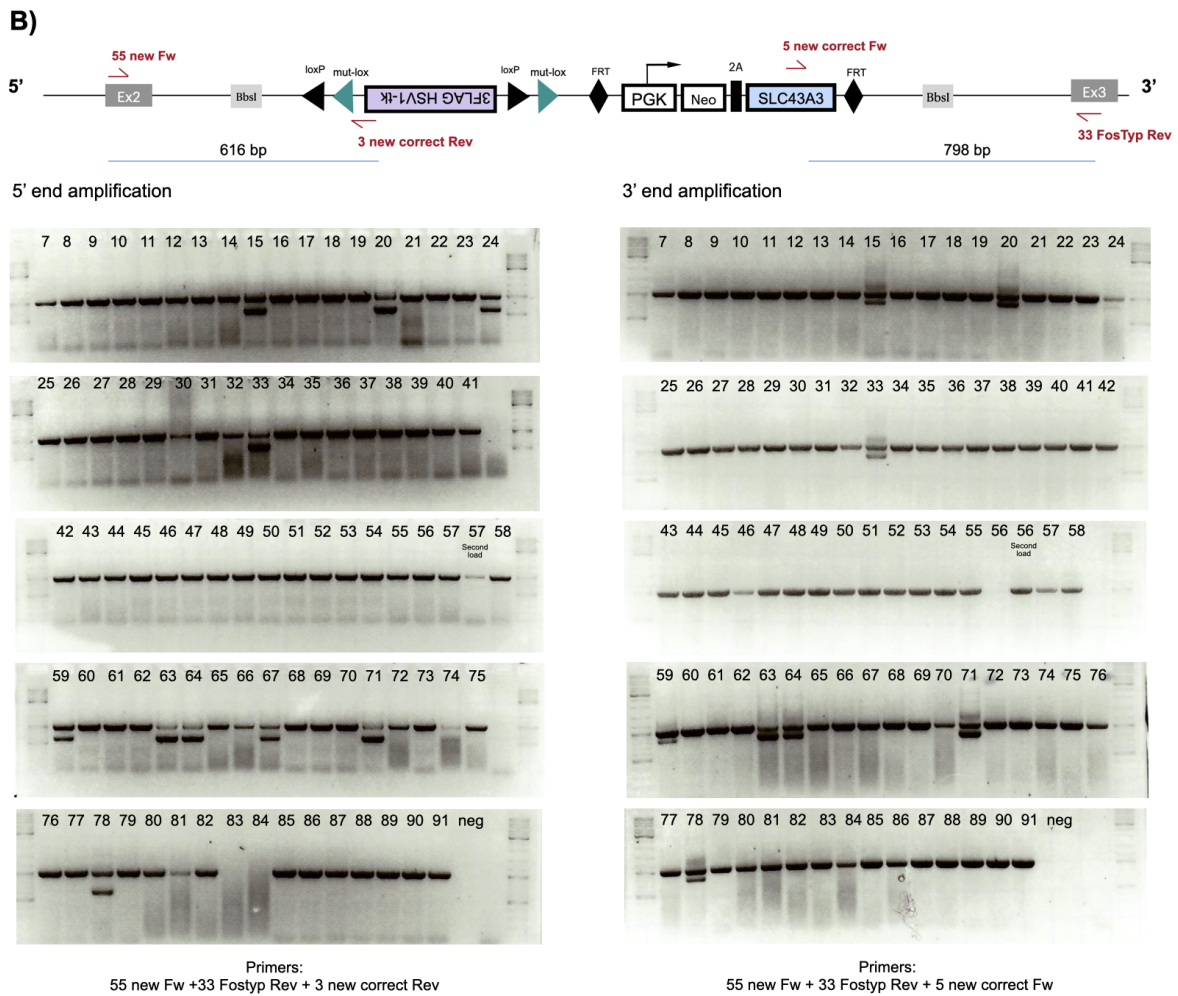 B)
55 new Fw
5 new correct Fw
loxP mut-lox loxP mut-lox FRT 2A FRT
5' Ex2 BbsI 3FLAG HSV1-tk PGK Neo SLC43A3 BbsI Ex3 3'
3 new correct Rev
33 FosTyp Rev
616 bp
798 bp
5' end amplification
7 8 9 10 11 12 13 14 15 16 17 18 19 20 21 22 23 24
25 26 27 28 29 30 31 32 33 34 35 36 37 38 39 40 41
42 43 44 45 46 47 48 49 50 51 52 53 54 55 56 57 57 58
Second
load
59 60 61 62 63 64 65 66 67 68 69 70 71 72 73 74 75
76 77 78 79 80 81 82 83 84 85 86 87 88 89 90 91 neg
Primers:
55 new Fw +33 Fostyp Rev + 3 new correct Rev
3' end amplification
7 8 9 10 11 12 13 14 15 16 17 18 19 20 21 22 23 24
25 26 27 28 29 30 31 32 33 34 35 36 37 38 39 40 41 42
43 44 45 46 47 48 49 50 51 52 53 54 55 56 56 57 58
Second
load
59 60 61 62 63 64 65 66 67 68 69 70 71 72 73 74 75 76
77 78 79 80 81 82 83 84 85 86 87 88 89 90 91 neg
Primers:
55 new Fw + 33 Fostyp Rev + 5 new correct Fw